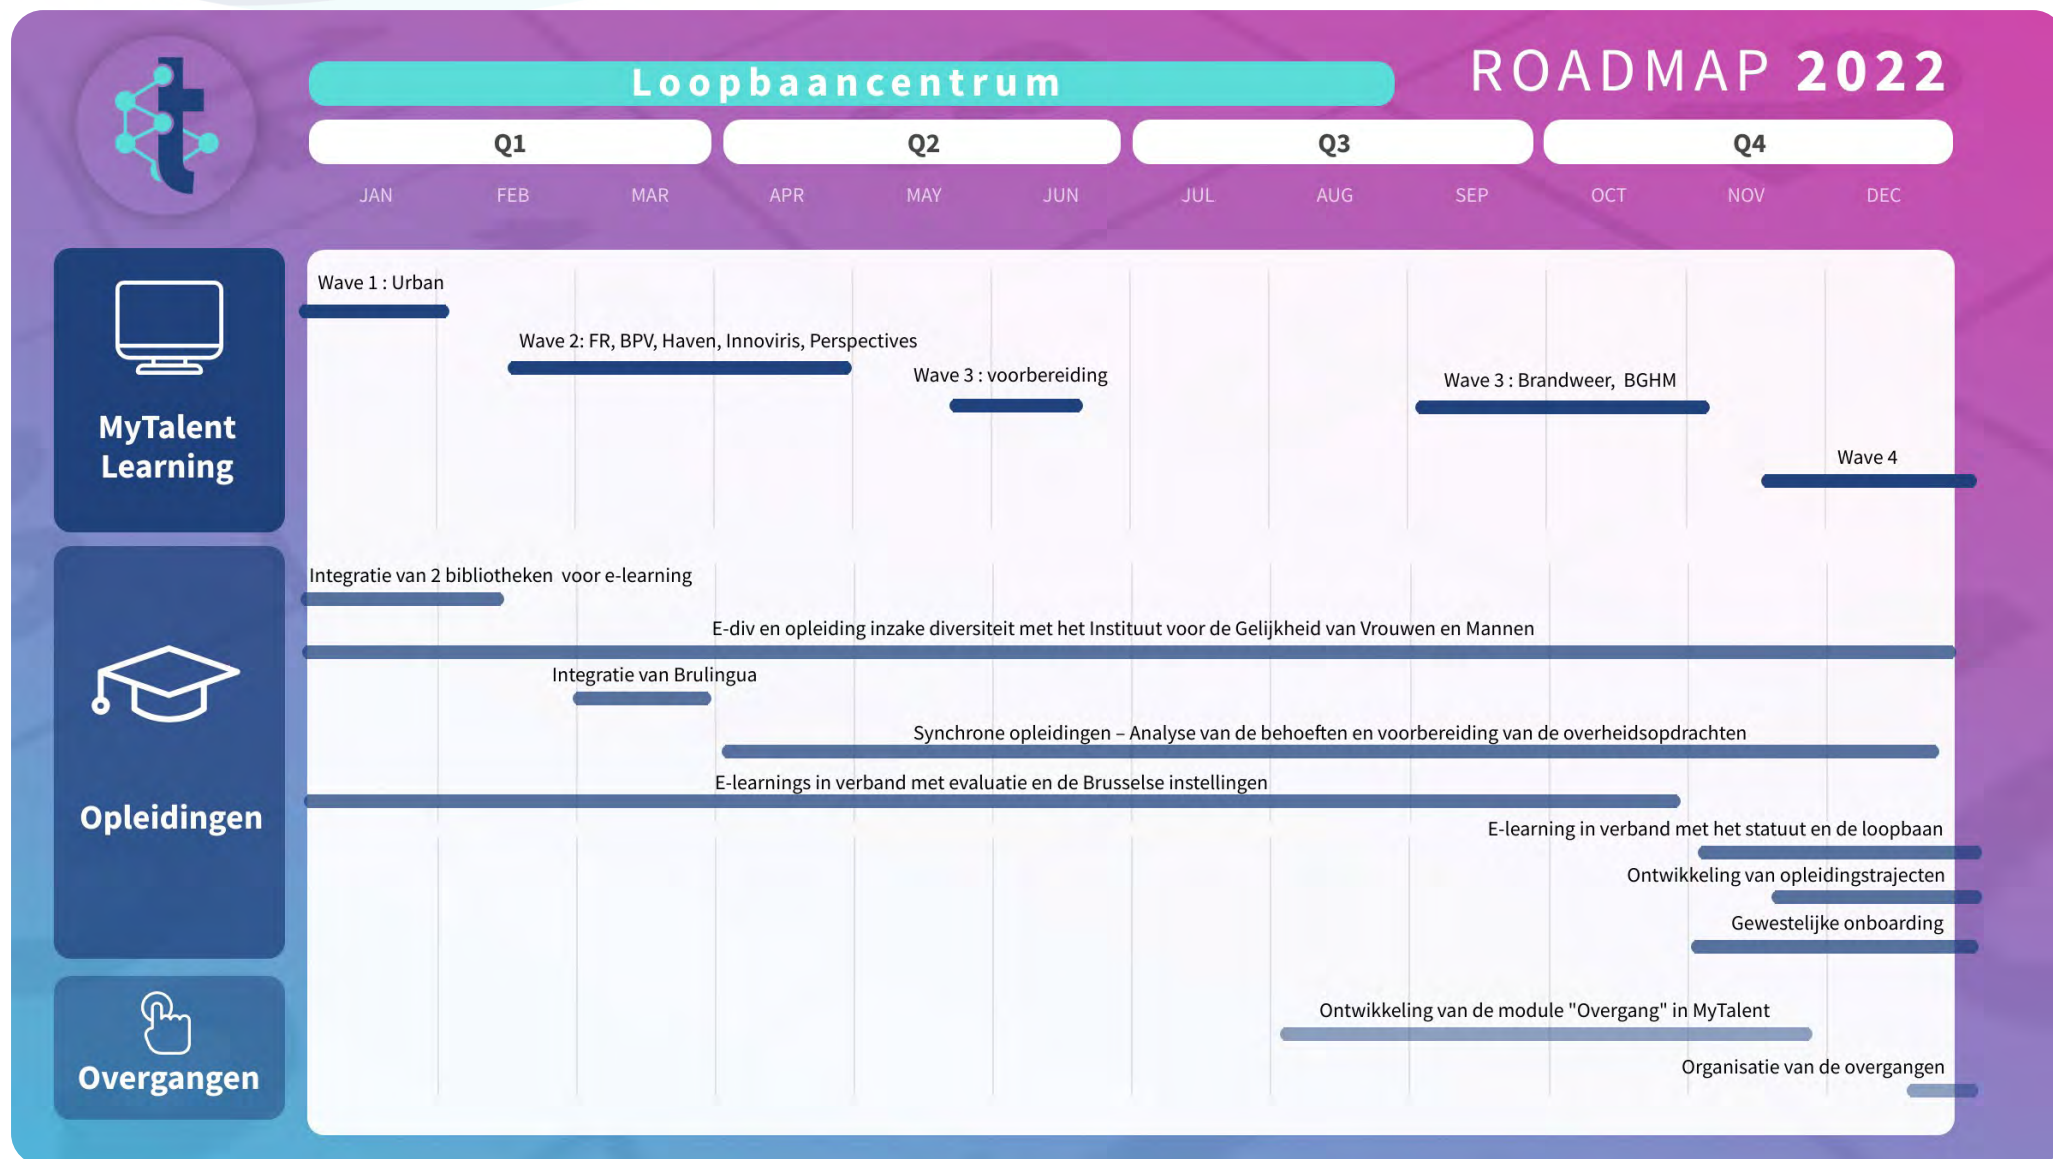 Loopbaancentrum
ROADMAP 2022
Q1 Q2 Q3 Q4
JAN FEB MAR APR MAY JUN JUL AUG SEP OCT NOV DEC
MyTalent
Learning
Wave 1 : Urban
Wave 2: FR, BPV, Haven, Innoviris, Perspectives
Wave 3 : voorbereiding
Wave 3 : Brandweer, BGHM
Wave 4
Opleidingen
Integratie van 2 bibliotheken voor e-learning
E-div en opleiding inzake diversiteit met het Instituut voor de Gelijkheid van Vrouwen en Mannen
Integratie van Brulingua
Synchrone opleidingen – Analyse van de behoeften en voorbereiding van de overheidsopdrachten
E-learnings in verband met evaluatie en de Brusselse instellingen
E-learning in verband met het statuut en de loopbaan
Ontwikkeling van opleidingstrajecten
Gewestelijke onboarding
Overgangen
Ontwikkeling van de module "Overgang" in MyTalent
Organisatie van de overgangen